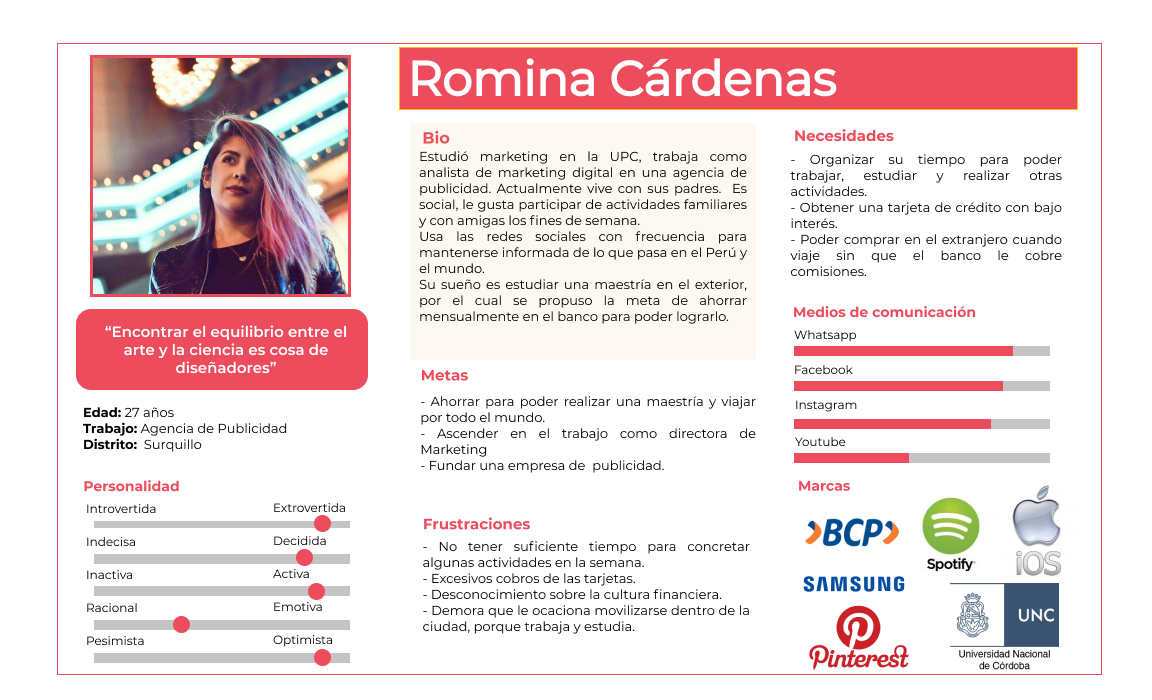 Romina Cárdenas
“Encontrar el equilibrio entre el
arte y la ciencia es cosa de
diseñadores”
Edad: 27 años
Trabajo: Agencia de Publicidad
Distrito: Surquillo
Personalidad
Introvertida Extrovertida
Indecisa Decidida
Inactiva Activa
Racional Emotiva
Pesimista Optimista
Bio
Estudió marketing en la UPC, trabaja como
analista de marketing digital en una agencia de
publicidad. Actualmente vive con sus padres. Es
social, le gusta participar de actividades familiares
y con amigas los fines de semana.
Usa las redes sociales con frecuencia para
mantenerse informada de lo que pasa en el Perú y
el mundo.
Su sueño es estudiar una maestría en el exterior,
por el cual se propuso la meta de ahorrar
mensualmente en el banco para poder lograrlo.
Metas
- Ahorrar para poder realizar una maestría y viajar
por todo el mundo.
- Ascender en el trabajo como directora de
Marketing
- Fundar una empresa de publicidad.
Frustraciones
- No tener suficiente tiempo para concretar
algunas actividades en la semana.
- Excesivos cobros de las tarjetas.
- Desconocimiento sobre la cultura financiera.
- Demora que le ocaciona movilizarse dentro de la
ciudad, porque trabaja y estudia.
Necesidades
- Organizar su tiempo para poder
trabajar, estudiar y realizar otras
actividades.
- Obtener una tarjeta de crédito con bajo
interés.
- Poder comprar en el extranjero cuando
viaje sin que el banco le cobre
comisiones.
Medios de comunicación
Whatsapp
Facebook
Instagram
Youtube
Marcas
BCP
Spotify
iOS
SAMSUNG
Pinterest
UNC
Universidad Nacional
de Córdoba